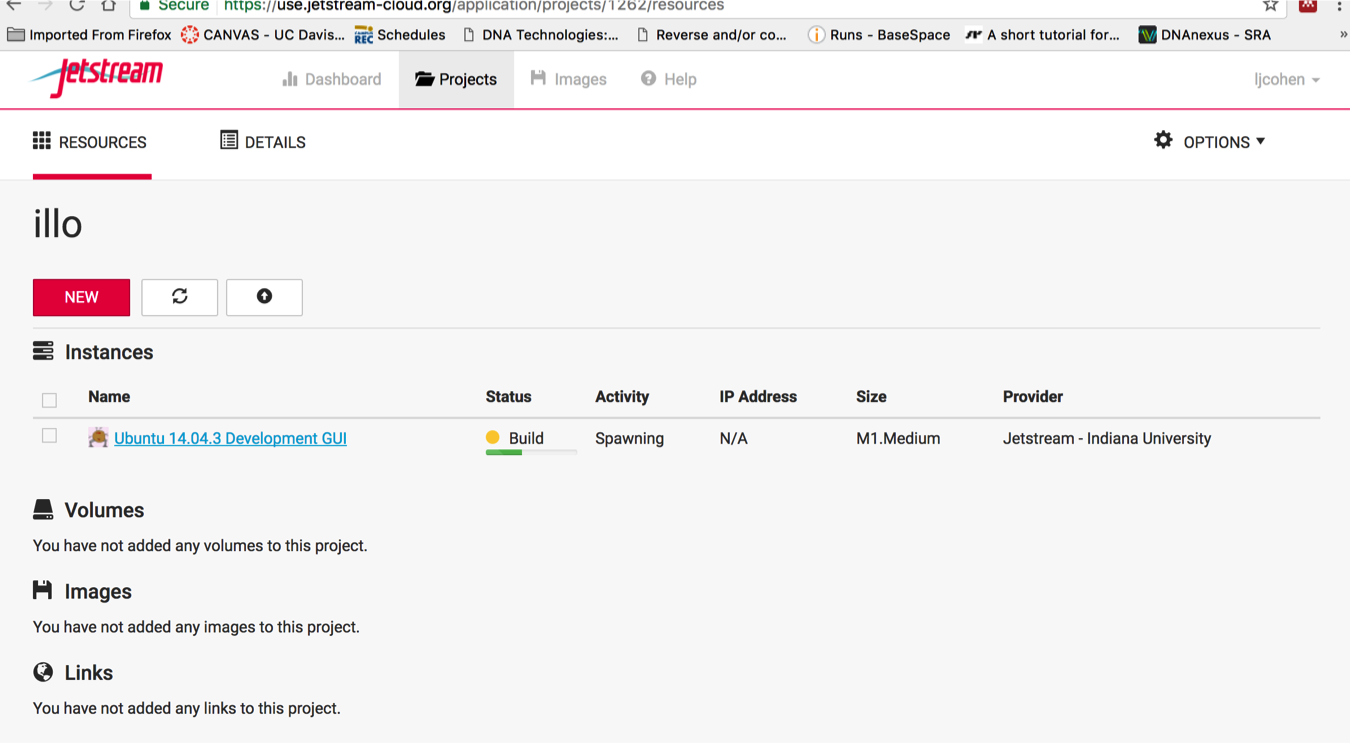 Secure https://use.jetstream-cloud.org/application/projects/1262/resources
Imported From Firefox CANVAS - UC Davis... Schedules DNA Technologies:... Reverse and/or co... Runs - BaseSpace A short tutorial for... DNAnexus - SRA »
Jetstream Dashboard Projects Images Help ljcohen
RESOURCES DETAILS OPTIONS
illo
NEW
Instances
Name Status Activity IP Address Size Provider
Ubuntu 14.04.3 Development GUI Build Spawning N/A M1.Medium Jetstream - Indiana University
Volumes
You have not added any volumes to this project.
Images
You have not added any images to this project.
Links
You have not added any links to this project.